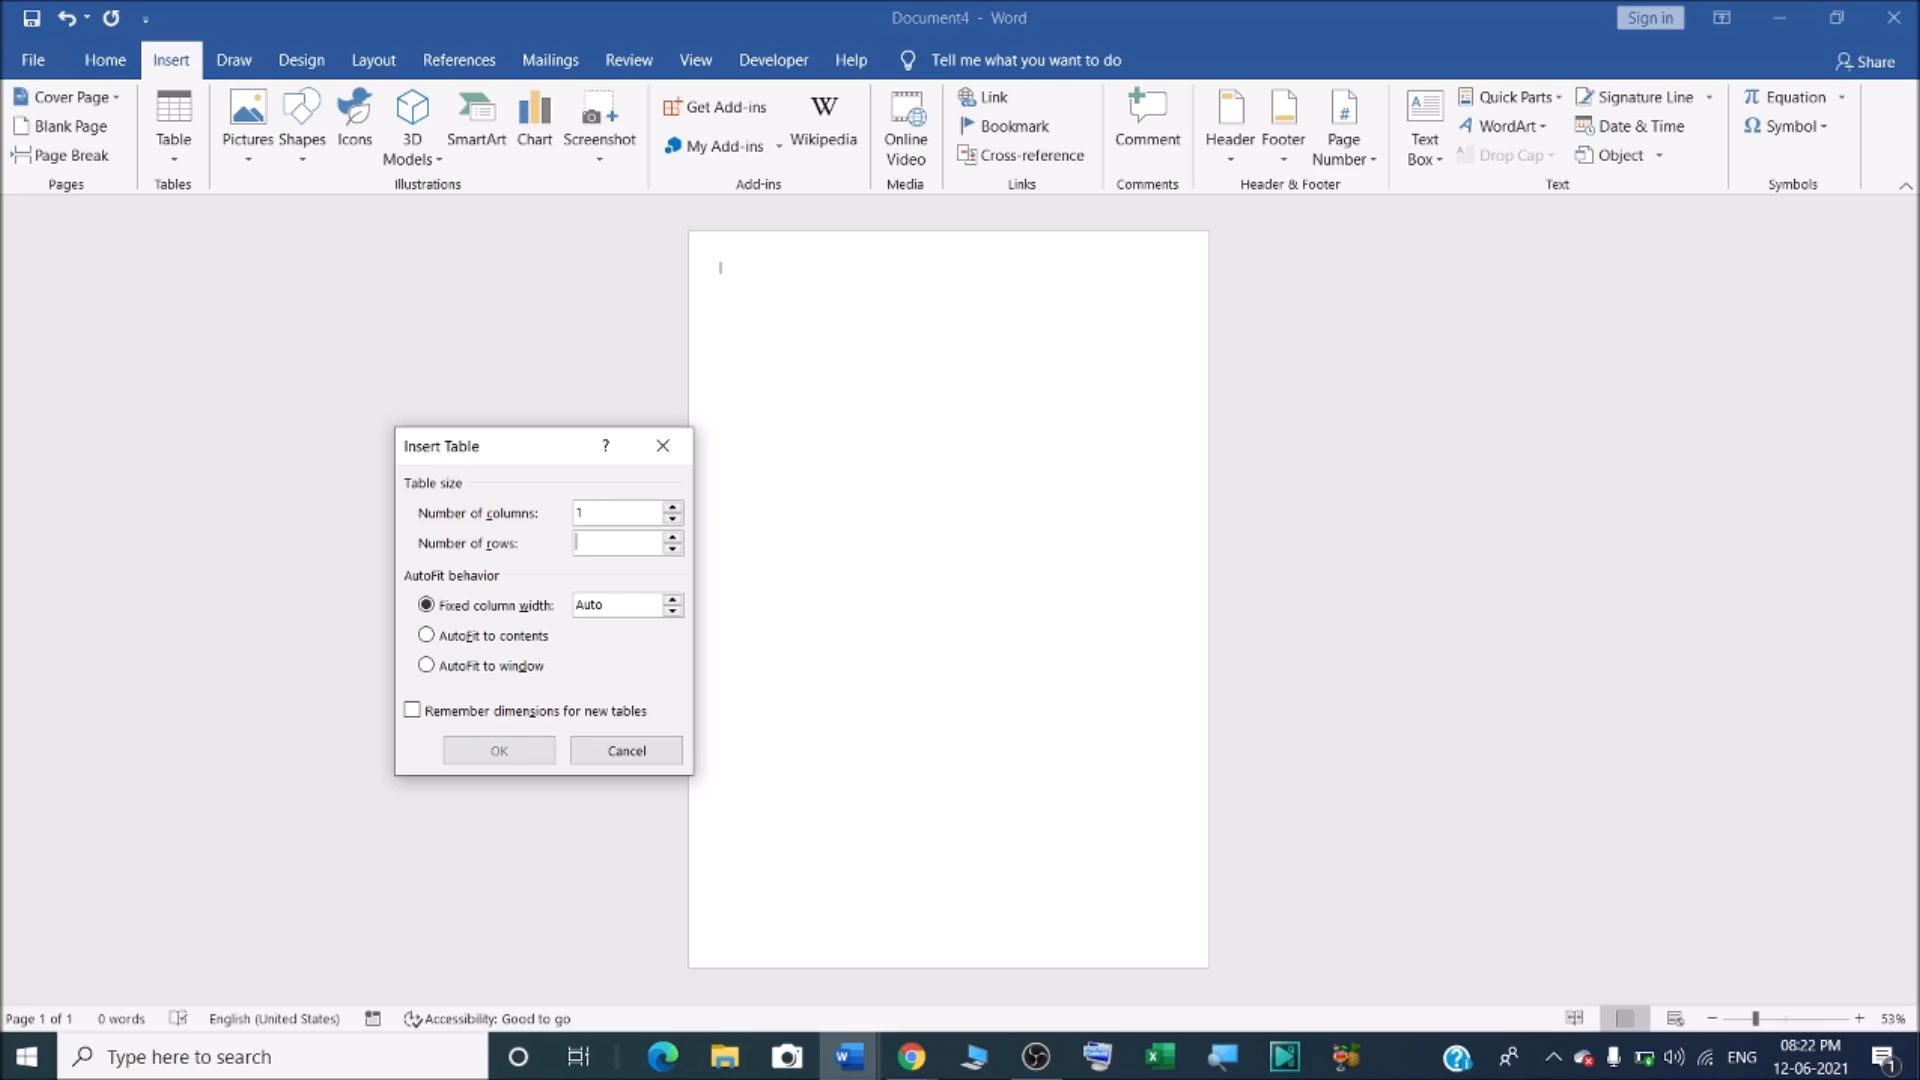 Document4 - Word
Sign in
File Home Insert Draw Design Layout References Mailings Review View Developer Help Tell me what you want to do Share
Cover Page
Blank Page
Page Break
Pages
Table
Tables
Pictures
Shapes
Icons
3D
Models
SmartArt
Chart
Screenshot
Illustrations
Get Add-ins
My Add-ins
W
Wikipedia
Add-ins
Online
Video
Media
Link
Bookmark
Cross-reference
Links
Comment
Comments
Header
Footer
#
Page
Number
Header & Footer
A
Text
Box
Quick Parts
WordArt
Drop Cap
Signature Line
Date & Time
Object
Text
π Equation
Ω Symbol
Symbols
Insert Table ?
Table size
Number of columns: 1
Number of rows:
AutoFit behavior
Fixed column width: Auto
AutoFit to contents
AutoFit to window
Remember dimensions for new tables
OK Cancel
Page 1 of 1 0 words English (United States) Accessibility: Good to go 53%
Type here to search
ENG
08:22 PM
12-06-2021
1